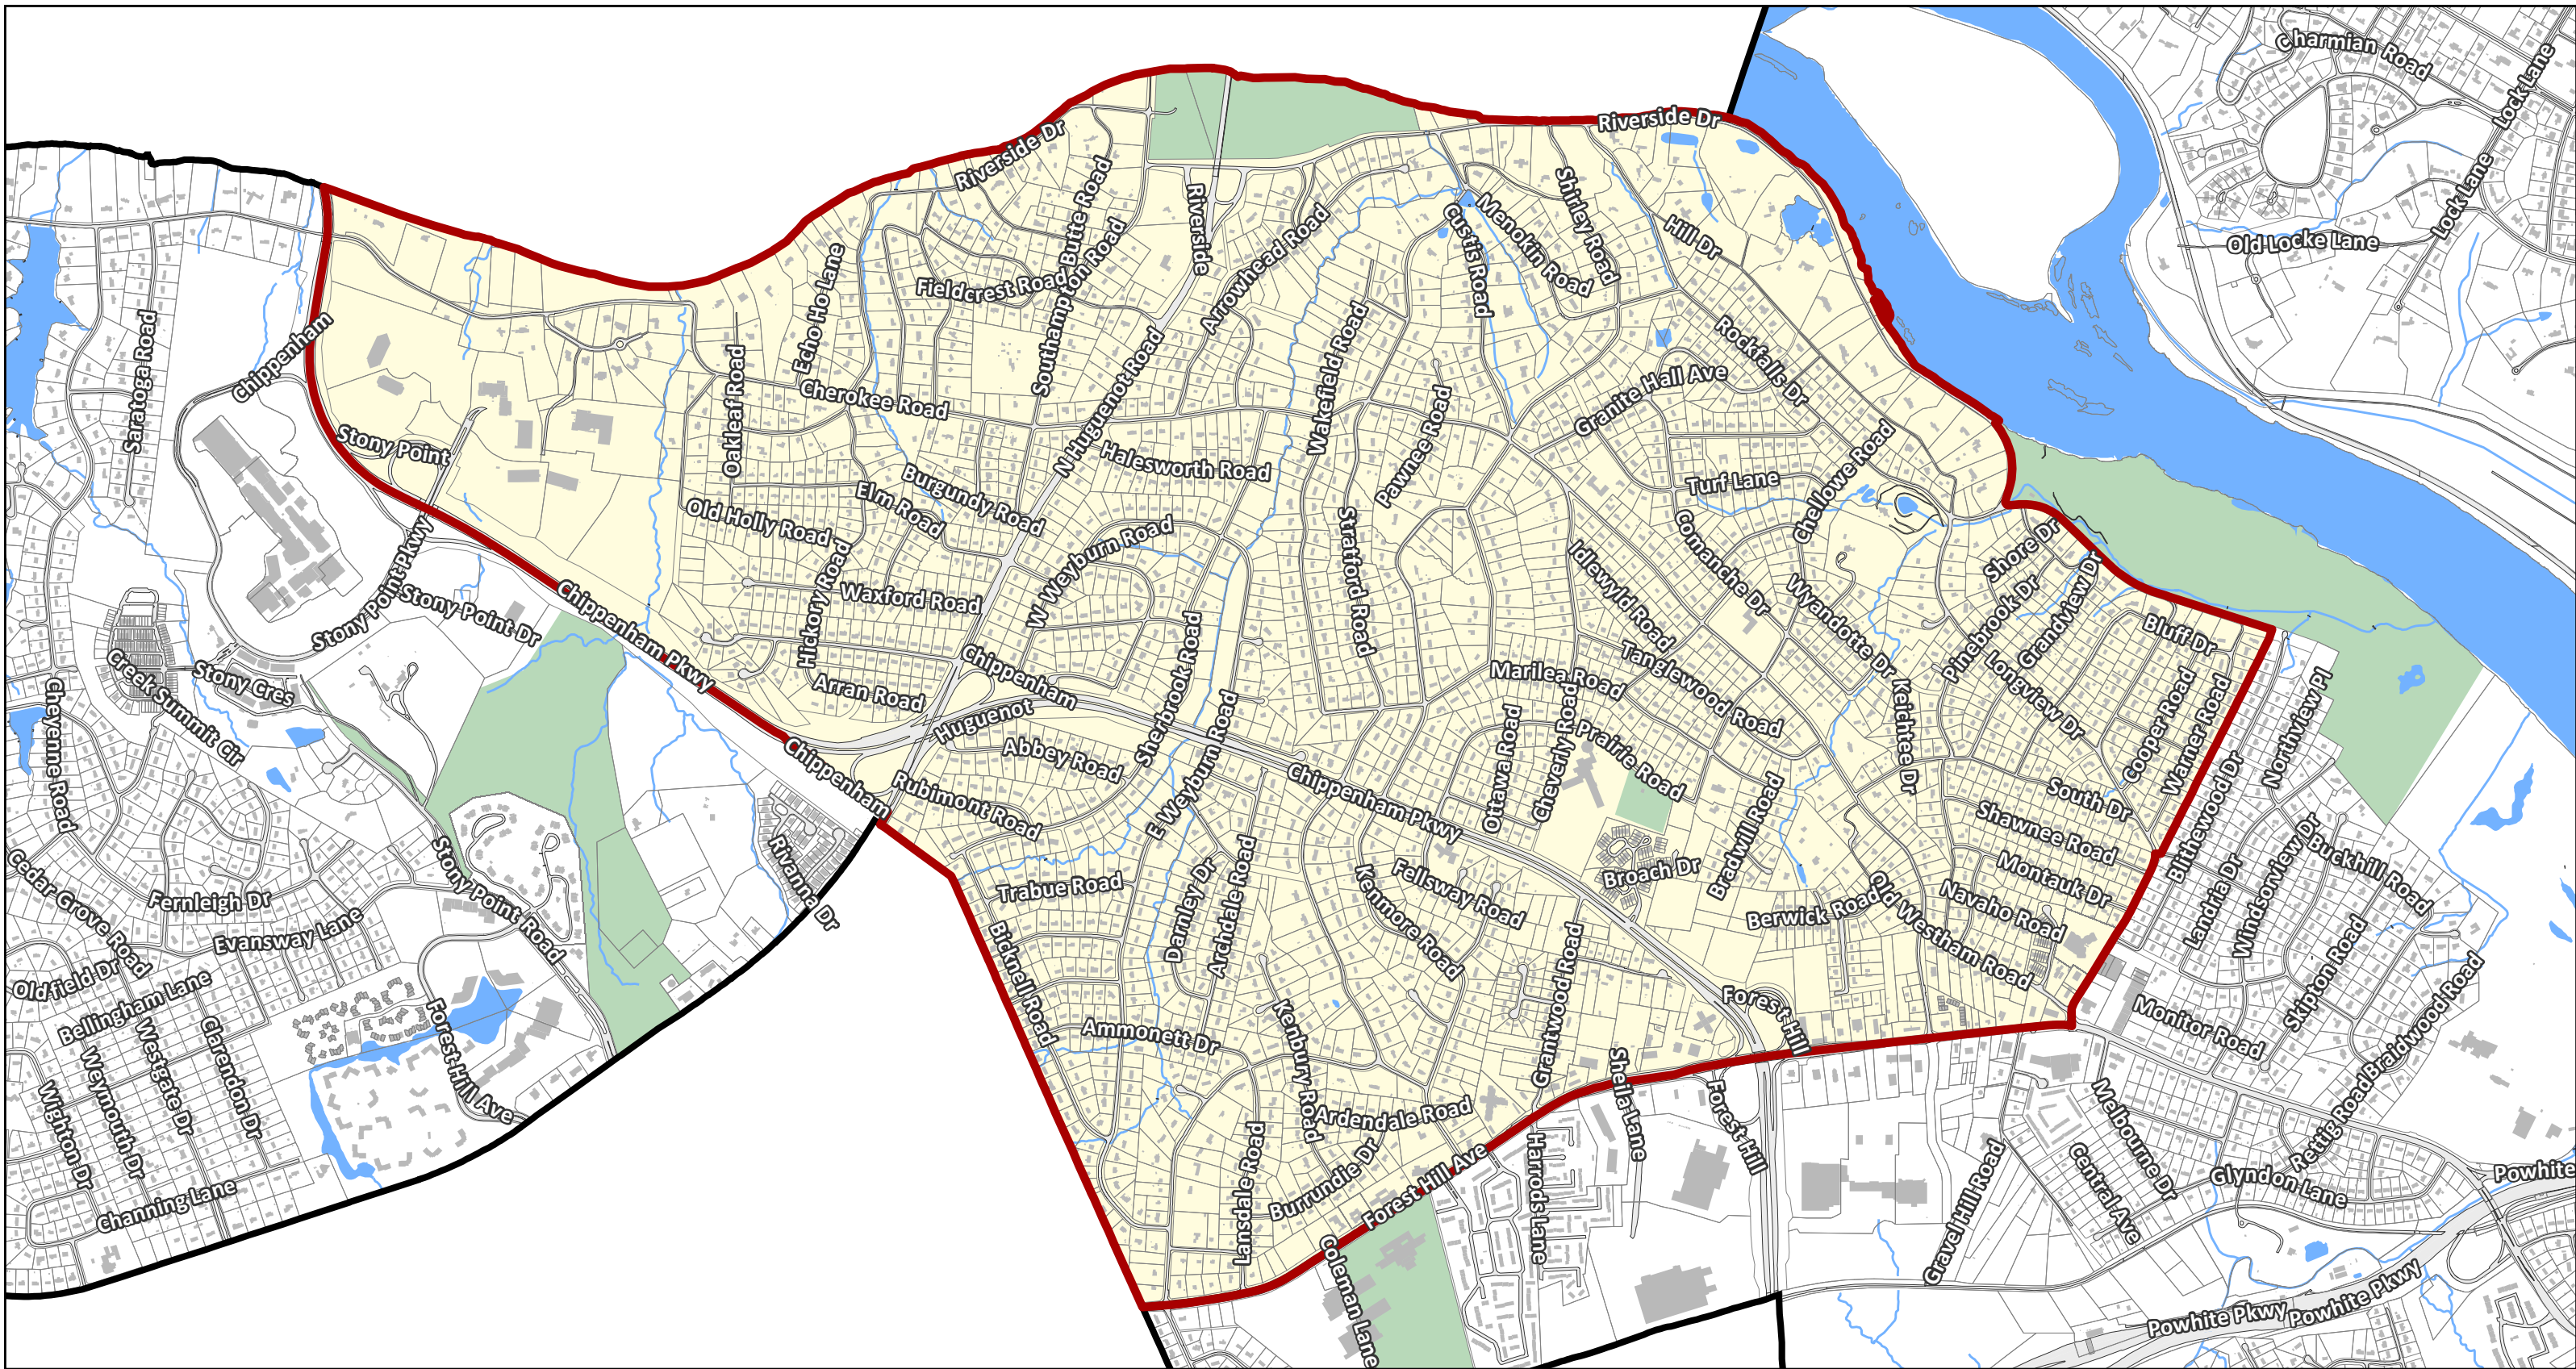 Charmian Road
Lock Lane
Riverside Dr
Riverside Dr
Lock Lane
Old Locke Lane
Butte Road
Riverside
Shirley Road
Menokin Road
Custis Road
Hill Dr
Arrowhead Road
Southampton Road
Fieldcrest Road
Echo Ho Lane
Saratoga Road
Chippenham
Wakefield Road
Rockfalls Dr
Granite Hall Ave
N Huguenot Road
Oakleaf Road
Cherokee Road
Pawnee Road
Stony Point
Halesworth Road
Chellowe Road
Turf Lane
Burgundy Road
Elm Road
Old Holly Road
Stony Point Pkwy
Stony Point Dr
W Weyburn Road
Stratford Road
Comanche Dr
Idlewyld Road
Wyandotte Dr
Shore Dr
Pinebrook Dr
Grandview Dr
Chippenham Pkwy
Waxford Road
Hickory Road
Bluff Dr
Longview Dr
Creek Summit Cir
Stony Cres
Cheyenne Road
Arran Road
Chippenham
Huguenot
Sherbrook Road
Marilea Road
Tanglewood Road
Kaichtee Dr
Cooper Road
Warner Road
Northview Pl
Abbey Road
E Weyburn Road
Ottawa Road
Cheverly Road
Prairie Road
Chippenham
Rubimont Road
Chippenham Pkwy
Bradwill Road
South Dr
Blithewood Dr
Shawnee Road
Buckhill Road
Rivanna Dr
Stony Point Road
Cedar Grove Road
Fernleigh Dr
Evansway Lane
Trabue Road
Darnley Dr
Archdale Road
Kenmore Road
Fellsway Road
Broach Dr
Berwick Road
Old Westham Road
Montauk Dr
Navaho Road
Landria Dr
Windsorview Dr
Skipton Road
Braidwood Road
Oldfield Dr
Bellingham Lane
Bicknell Road
Grantwood Road
Forest Hill
Monitor Road
Wighton Dr
Weymouth Dr
Westgate Dr
Clarendon Dr
Forest Hill Ave
Ammonett Dr
Kenbury Road
Ardendale Road
Sheila Lane
Forest Hill
Melbourne Dr
Rettig Road
Channing Lane
Lansdale Road
Burrundie Dr
Forest Hill Ave
Harrods Lane
Gravel Hill Road
Central Ave
Glyndon Lane
Powhite
Coleman Lane
Powhite Pkwy
Powhite Pkwy